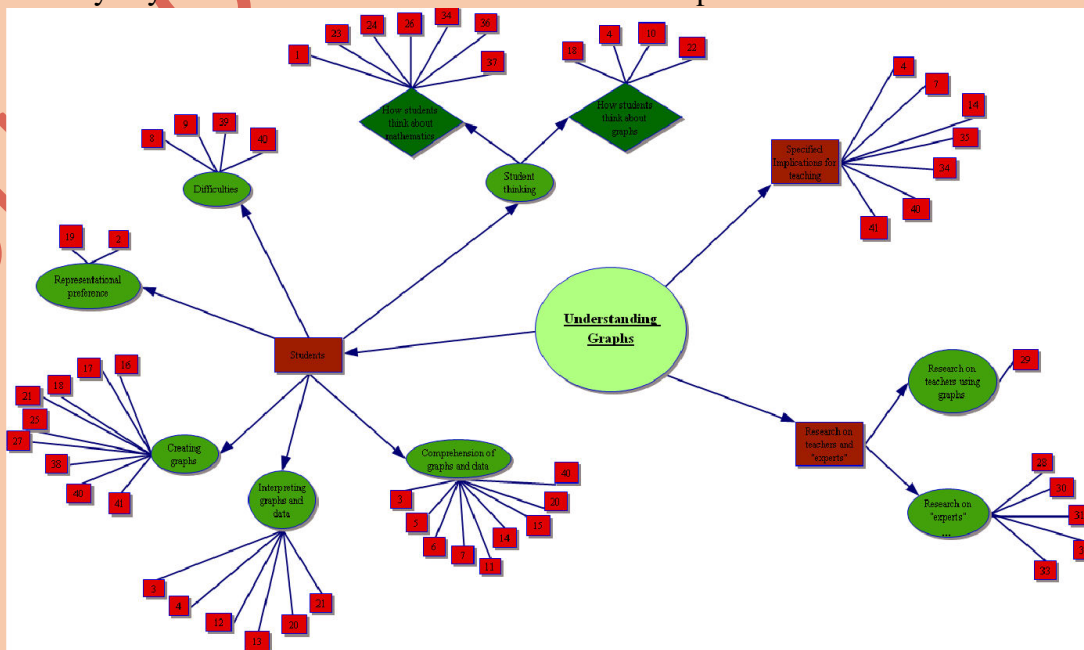 1
23
24
26
34
36
37
18
4
10
22
How students
think about
mathematics
How students
think about
graphs
Student
thinking
4
7
14
35
34
40
41
Specified
Implications for
teaching
8
9
39
40
Difficulties
19
2
Representational
preference
Understanding
Graphs
Students
Research on
teachers using
graphs
29
Research on
teachers and
"experts"
Research on
"experts"
...
28
30
33
21
18
17
16
25
27
38
40
41
Creating
graphs
Interpreting
graphs and
data
3
4
12
13
20
21
Comprehension of
graphs and data
3
5
6
7
11
14
15
20
40